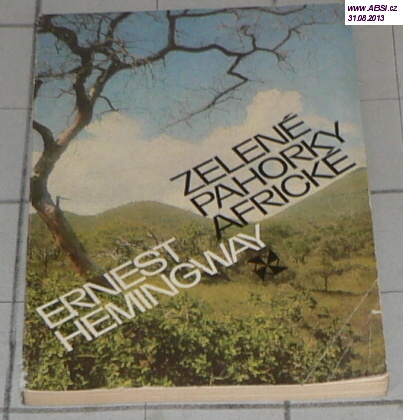 www.ABSI.cz
31.08.2013
ZELENÉ
PAHORKY
AFRICKÉ
ERNEST
HEMINGWAY